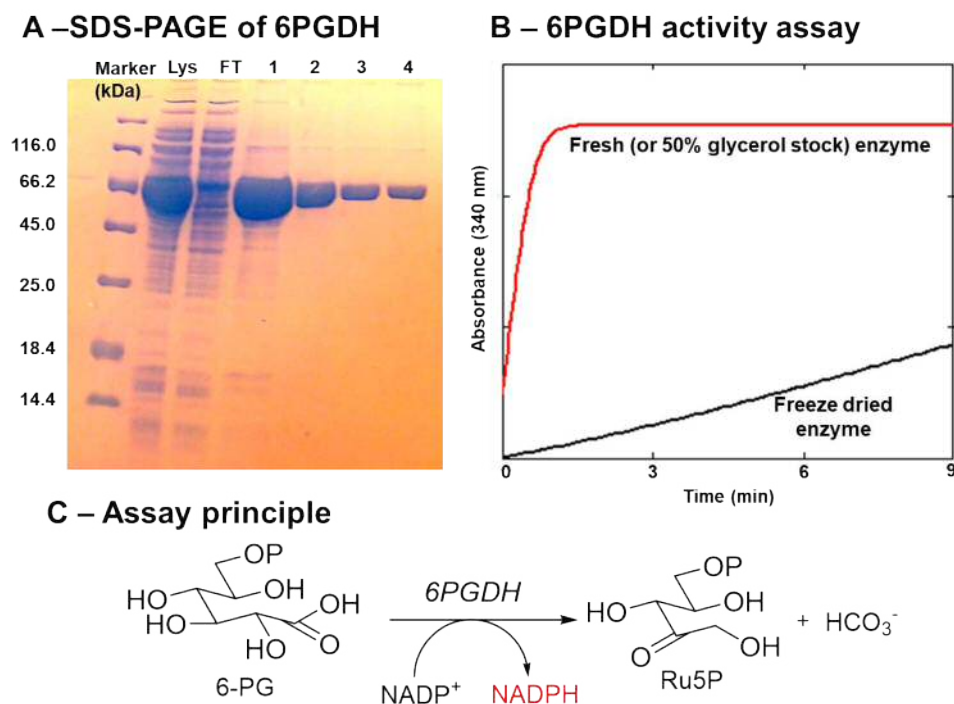 A –SDS-PAGE of 6PGDH
Marker Lys FT 1 2 3 4
(kDa)
116.0
66.2
45.0
25.0
18.4
14.4
B – 6PGDH activity assay
Absorbance (340 nm)
Fresh (or 50% glycerol stock) enzyme
Freeze dried
enzyme
0 3 6 9
Time (min)
C – Assay principle
OP
HO
OH
HO
OH
OH
O
6-PG
6PGDH
NADP+
NADPH
OP
HO
OH
O
OH
Ru5P
+ HCO3-